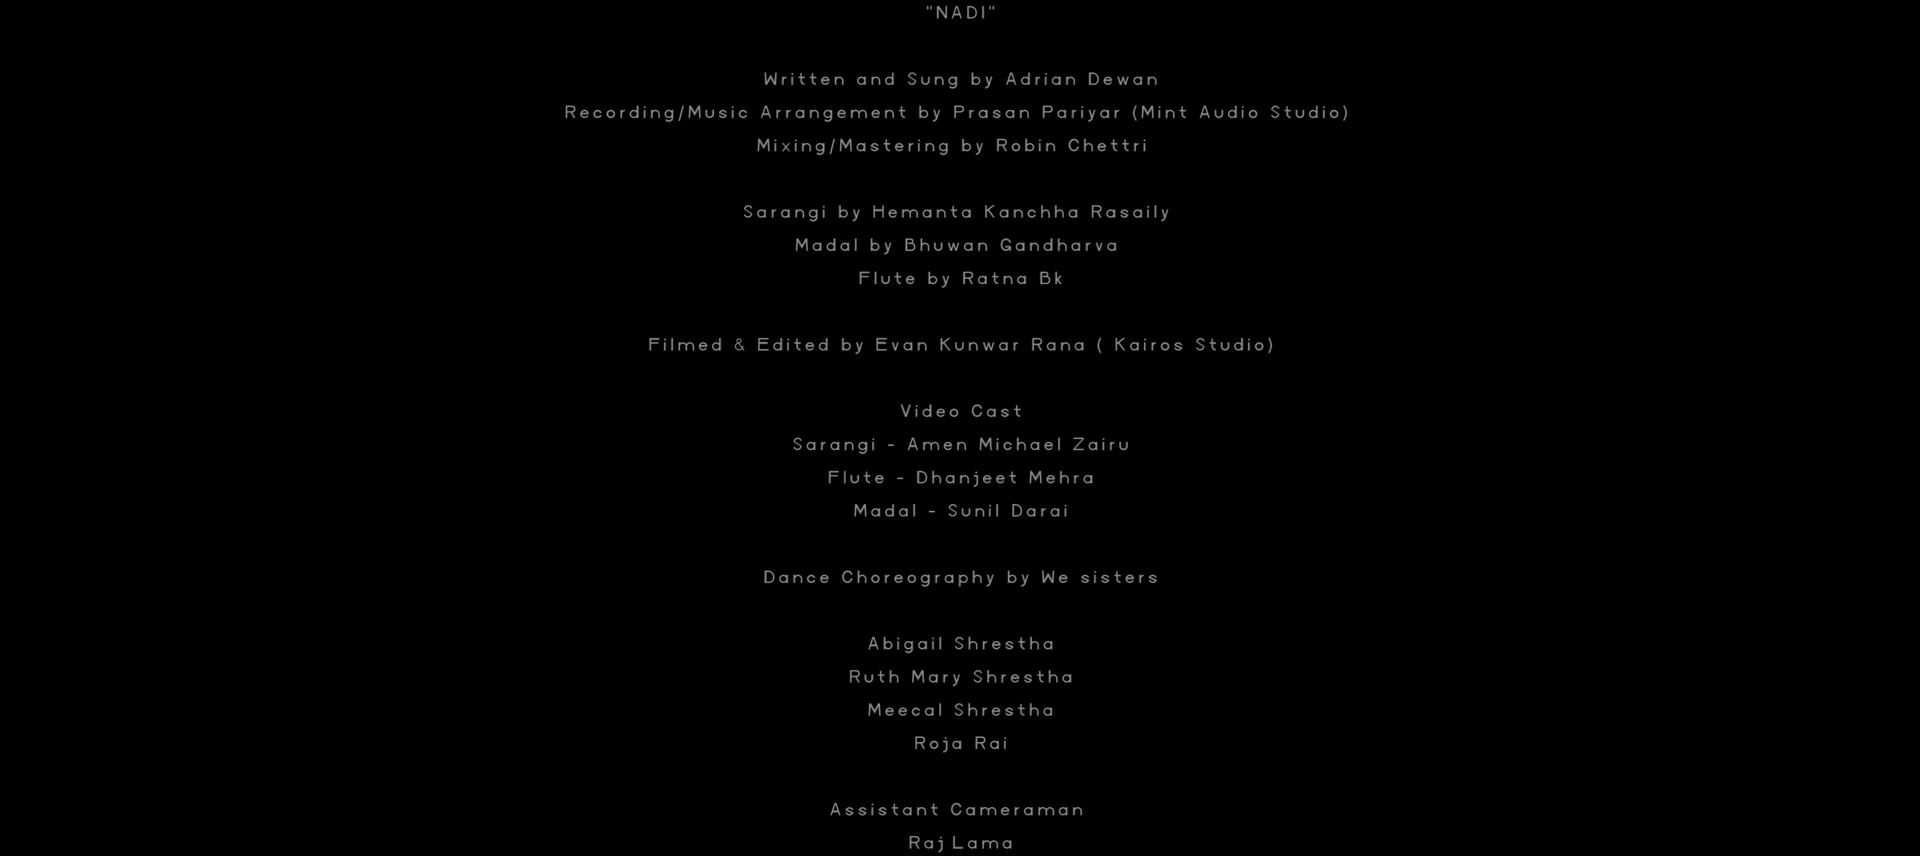 "NADI"
Written and Sung by Adrian Dewan
Recording/Music Arrangement by Prasan Pariyar (Mint Audio Studio)
Mixing/Mastering by Robin Chettri
Sarangi by Hemanta Kanchha Rasaily
Madal by Bhuwan Gandharva
Flute by Ratna Bk
Filmed & Edited by Evan Kunwar Rana ( Kairos Studio)
Video Cast
Sarangi - Amen Michael Zairu
Flute - Dhanjeet Mehra
Madal - Sunil Darai
Dance Choreography by We sisters
Abigail Shrestha
Ruth Mary Shrestha
Meecal Shrestha
Roja Rai
Assistant Cameraman
Raj Lama